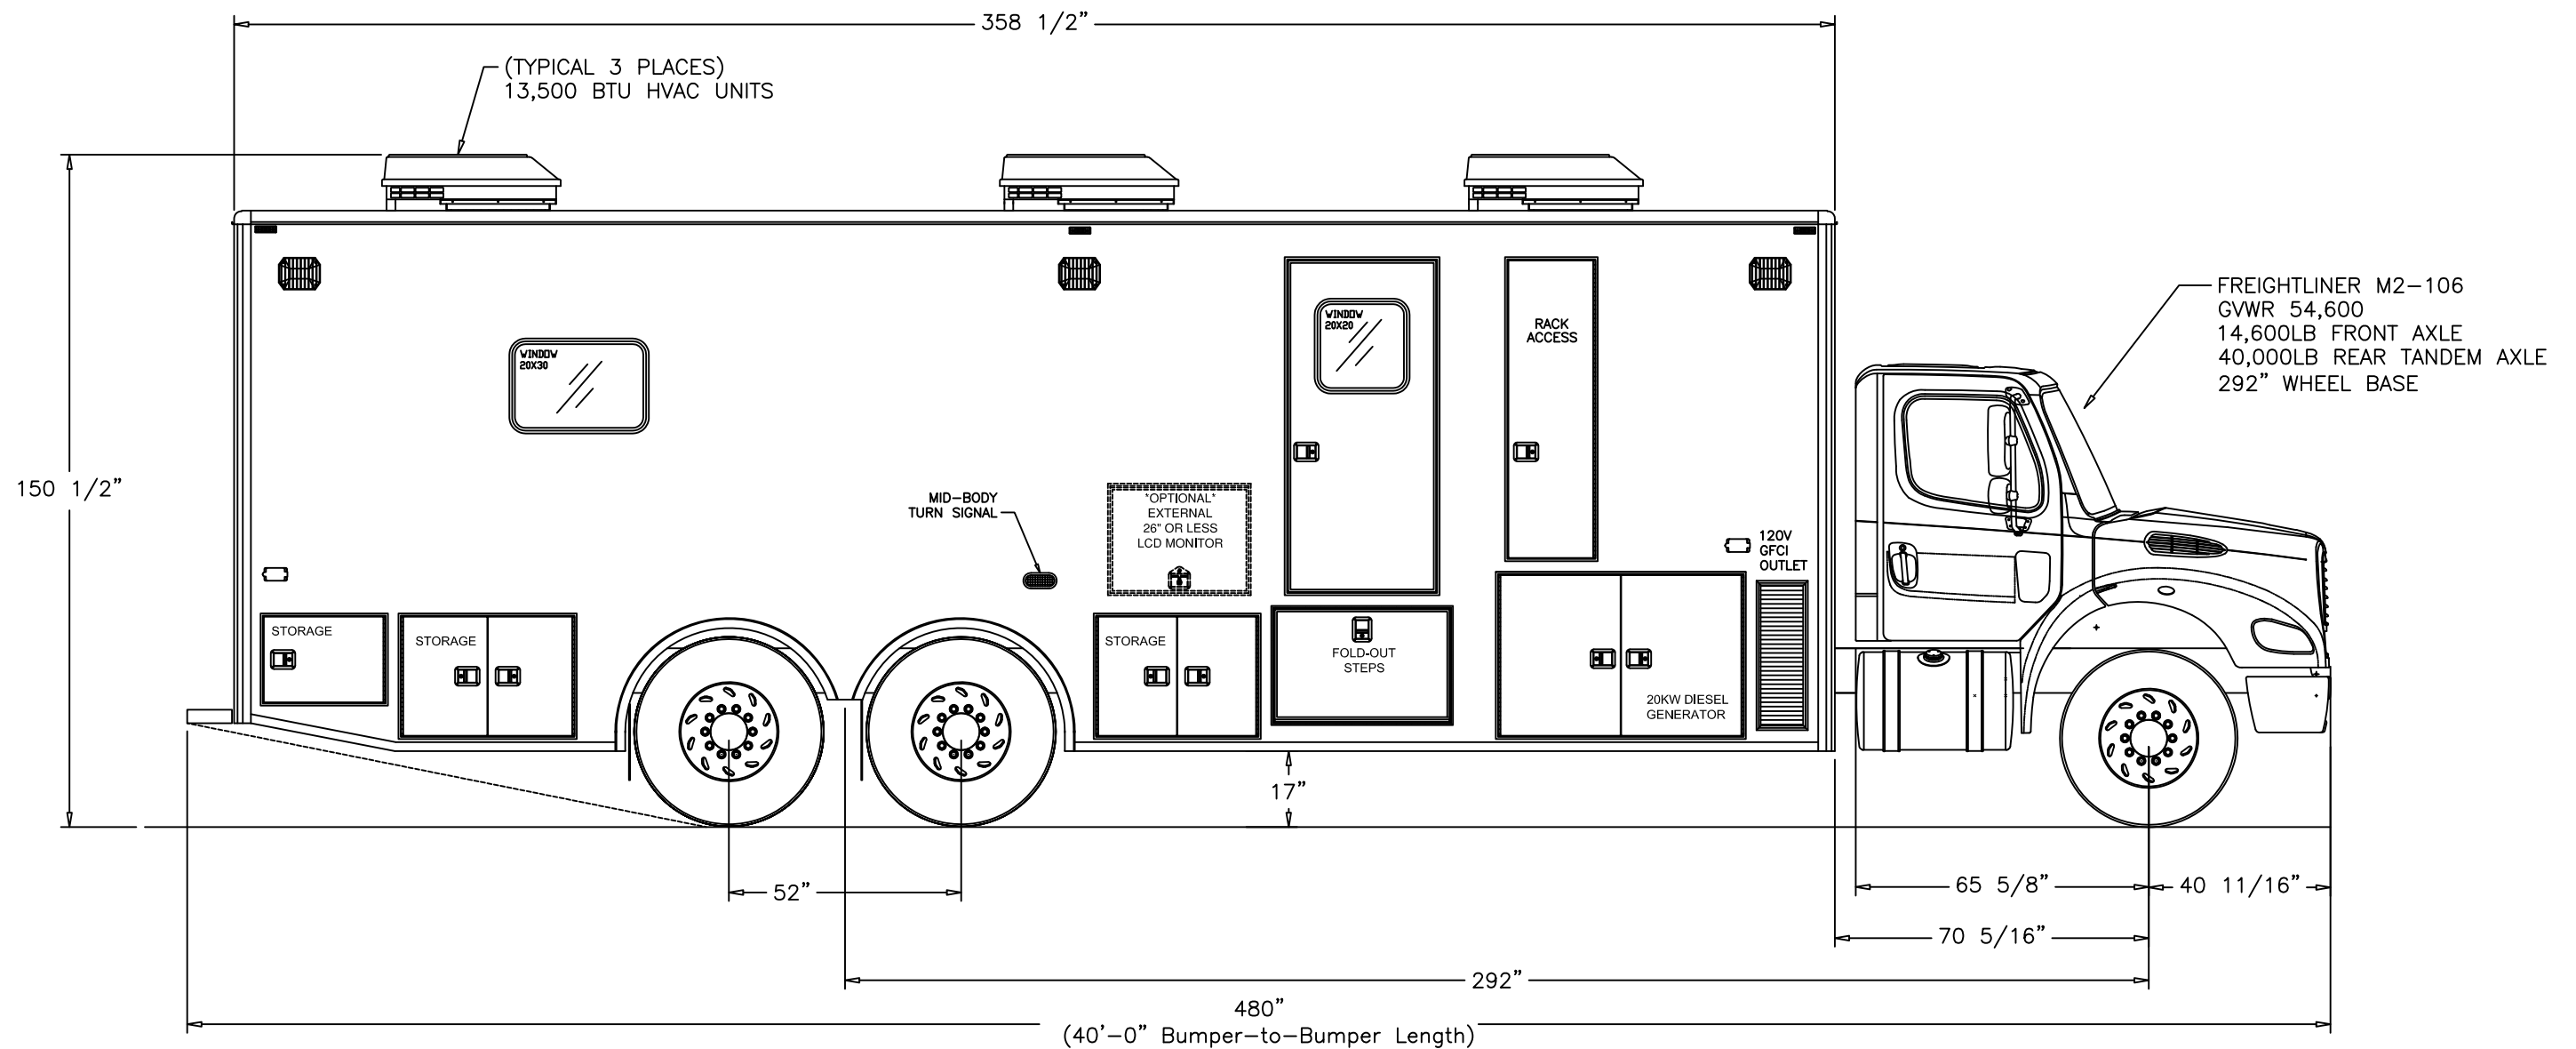 358 1/2”
(TYPICAL 3 PLACES)
13,500 BTU HVAC UNITS
FREIGHTLINER M2-106
GVWR 54,600
14,600LB FRONT AXLE
40,000LB REAR TANDEM AXLE
292” WHEEL BASE
WINDOW
20X20
RACK
ACCESS
WINDOW
20X30
150 1/2”
MID-BODY
TURN SIGNAL
*OPTIONAL*
EXTERNAL
26" OR LESS
LCD MONITOR
120V
GFCI
OUTLET
STORAGE
STORAGE
STORAGE
FOLD-OUT
STEPS
20KW DIESEL
GENERATOR
17”
52”
65 5/8”
40 11/16”
70 5/16”
292”
480”
(40’-0” Bumper-to-Bumper Length)